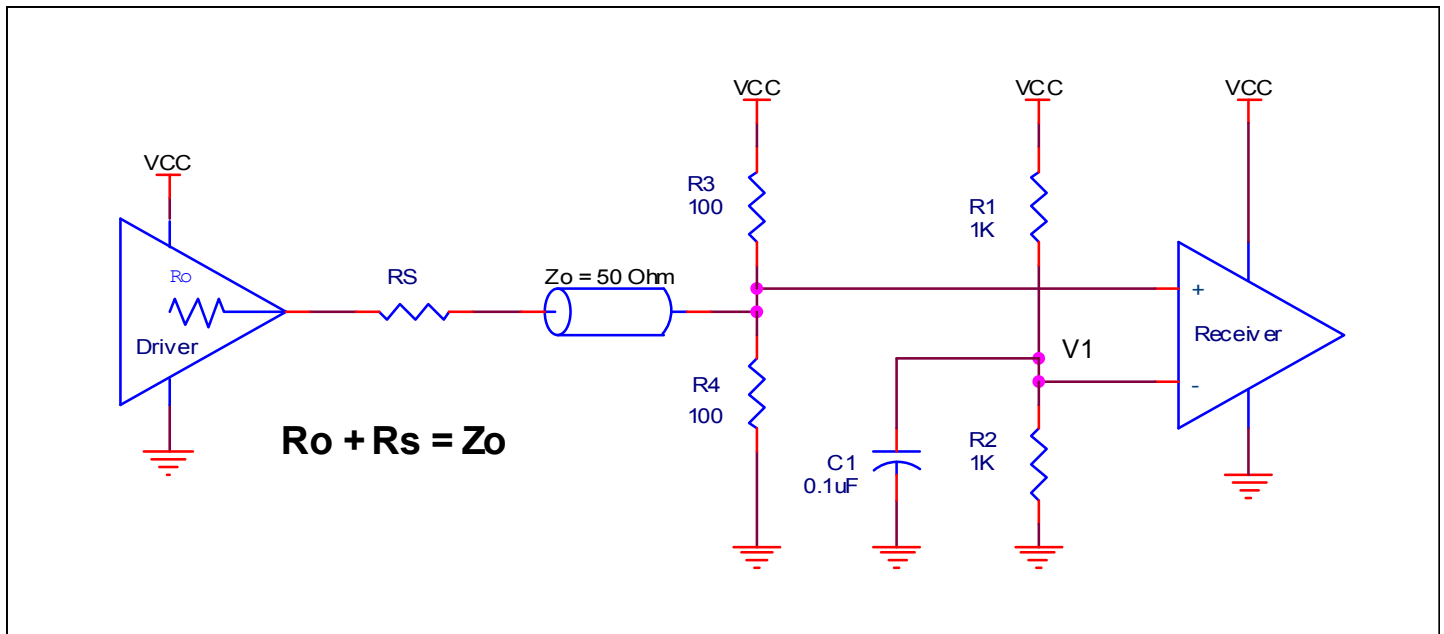 VCC
VCC
VCC
VCC
R3
100
R1
1K
Ro
RS
Zo = 50 Ohm
+
Driver
Receiver
V1
-
R4
100
Ro + Rs = Zo
C1
0.1uF
R2
1K